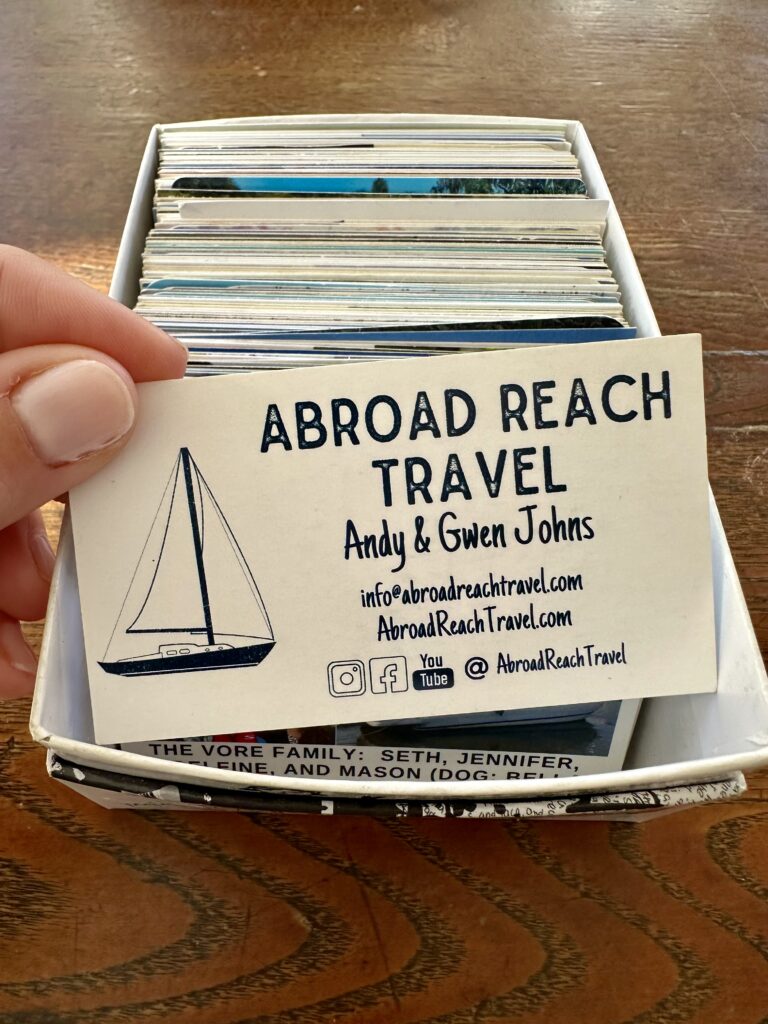 ABROAD REACH
TRAVEL
Andy & Gwen Johns
info@abroadreachtravel.com
AbroadReachTravel.com
You
Tube
@ AbroadReachTravel
THE VORE FAMILY: SETH, JENNIFER,
AND MASON (DOG: